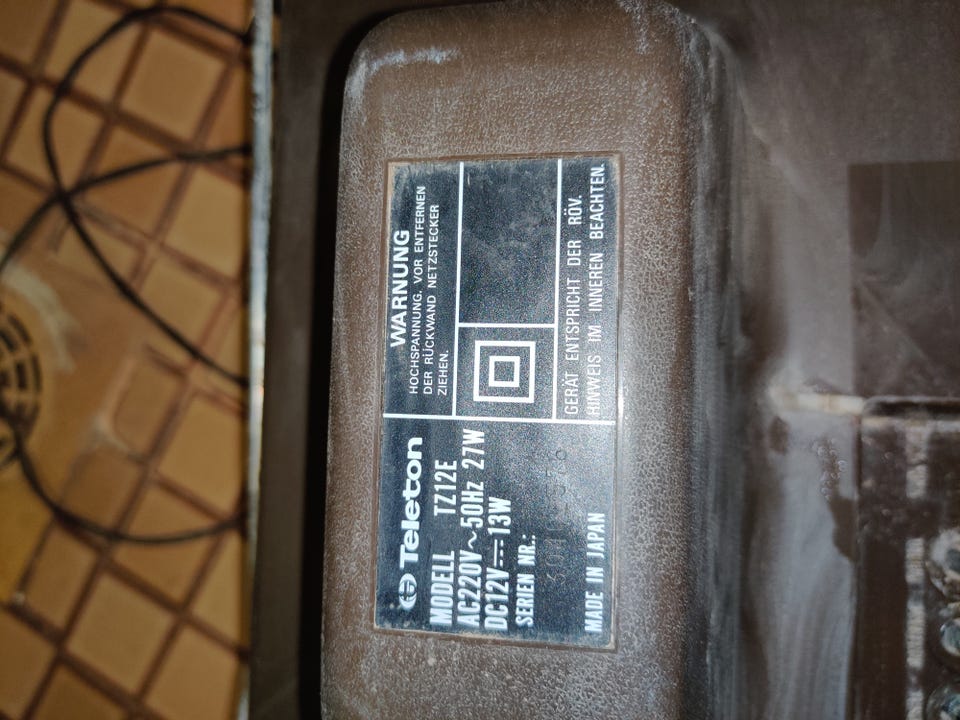 Teleton
MODELL TZ12E
AC220V~50Hz 27W
DC12V⎓13W
SERIEN NR.:
MADE IN JAPAN
WARNUNG
HOCHSPANNUNG. VOR ENTFERNEN
DER RÜCKWAND NETZSTECKER
ZIEHEN.
GERÄT ENTSPRICHT DER RÖV.
HINWEIS IM INNEREN BEACHTEN.